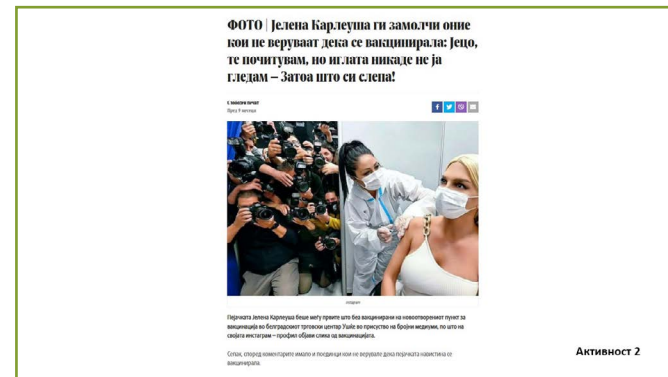 ФОТО | Јелена Карлеуша ги замолчи оние
кои не веруваат дека се вакцинирала: Јецо,
те почитувам, но иглата никаде не ја
гледам – Затоа што си слепа!
Пред 9 месеци
Пејачката Јелена Карлеуша беше меѓу првите што беа вакцинирани на новоотворениот пункт за
вакцинација во белградскиот трговски центар Ушќе во присуство на бројни медиуми, по што на
својата инстаграм – профил објави слика од вакцинацијата.
Сепак, според коментарите имало и поединци кои не верувале дека пејачката навистина се
вакцинирала.
Активност 2